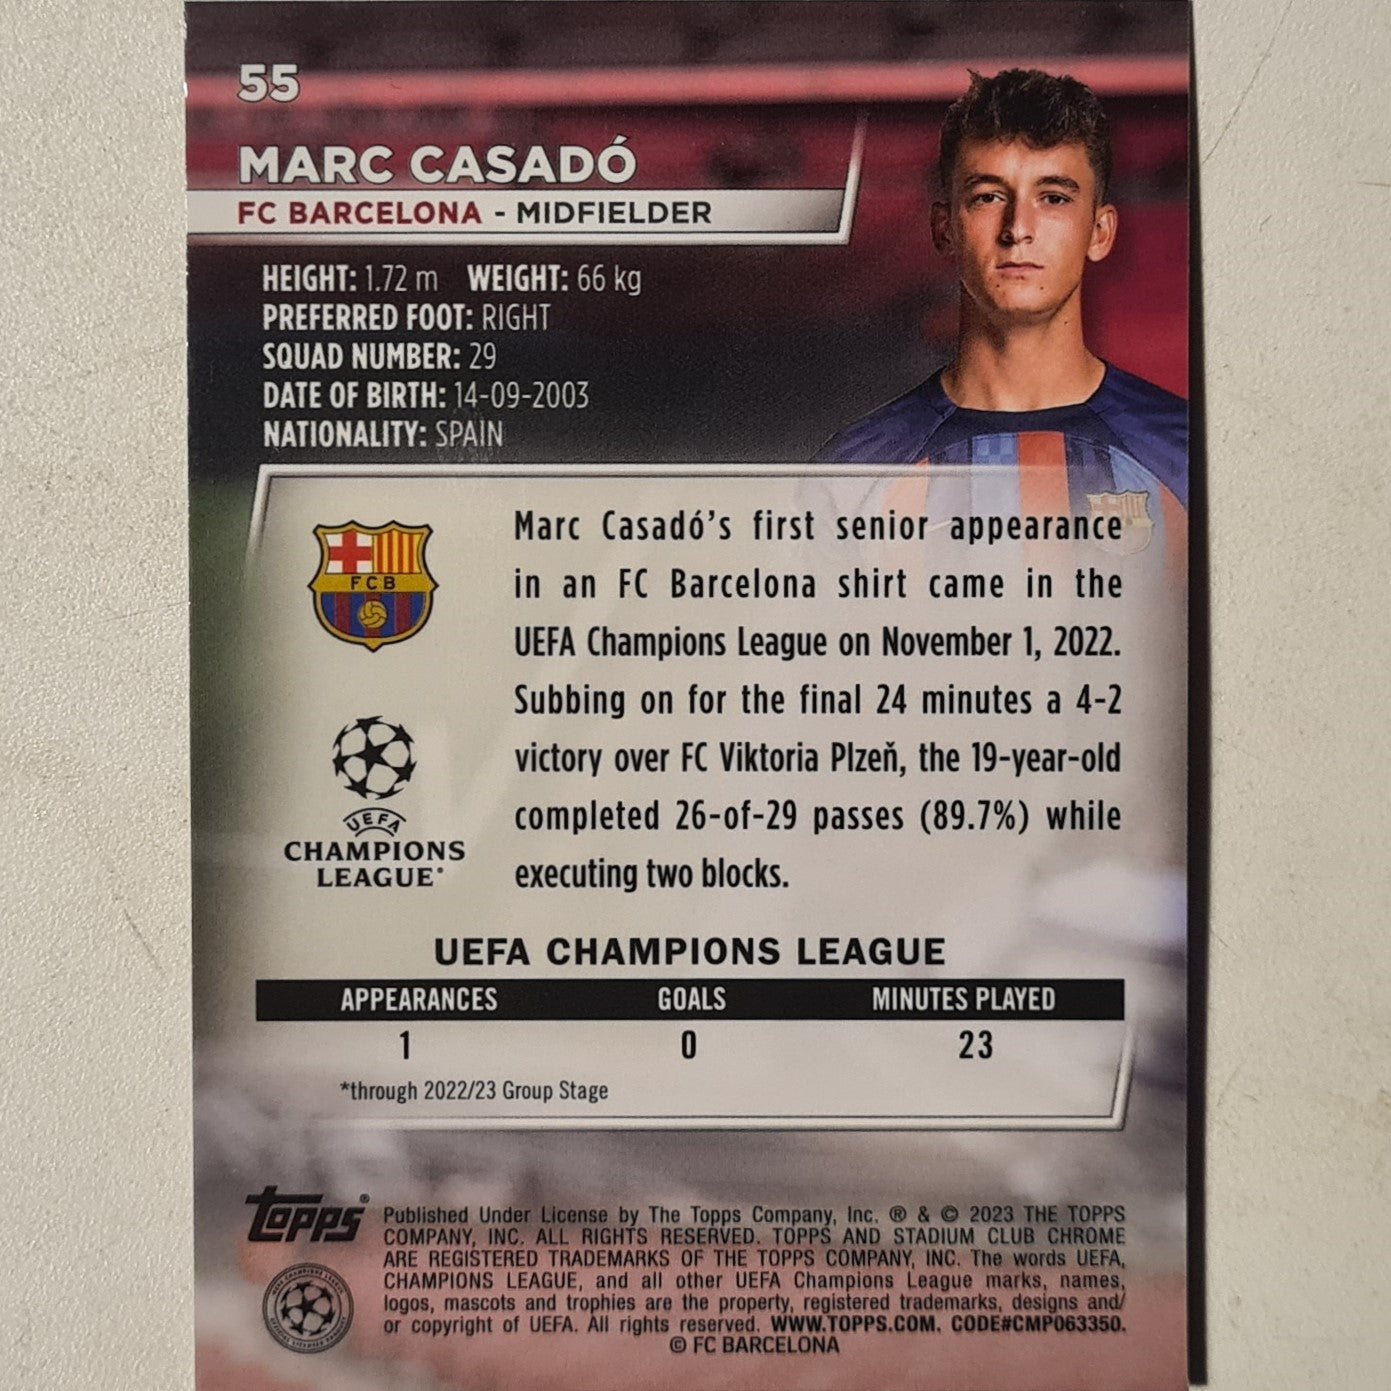 55
MARC CASADÓ
FC BARCELONA - MIDFIELDER
HEIGHT: 1.72 m WEIGHT: 66 kg
PREFERRED FOOT: RIGHT
SQUAD NUMBER: 29
DATE OF BIRTH: 14-09-2003
NATIONALITY: SPAIN
FCB
Marc Casadó's first senior appearance
in an FC Barcelona shirt came in the
UEFA Champions League on November 1, 2022.
Subbing on for the final 24 minutes a 4-2
victory over FC Viktoria Plzeň, the 19-year-old
completed 26-of-29 passes (89.7%) while
executing two blocks.
UEFA
CHAMPIONS
LEAGUE®
UEFA CHAMPIONS LEAGUE
APPEARANCES GOALS MINUTES PLAYED
1 0 23
*through 2022/23 Group Stage
topps®
Published Under License by The Topps Company, Inc. ® & © 2023 THE TOPPS
COMPANY, INC. ALL RIGHTS RESERVED. TOPPS AND STADIUM CLUB CHROME
ARE REGISTERED TRADEMARKS OF THE TOPPS COMPANY, INC. The words UEFA,
CHAMPIONS LEAGUE, and all other UEFA Champions League marks, names,
logos, mascots and trophies are the property, registered trademarks, designs and/
or copyright of UEFA. All rights reserved. WWW.TOPPS.COM. CODE#CMP063350.
© FC BARCELONA